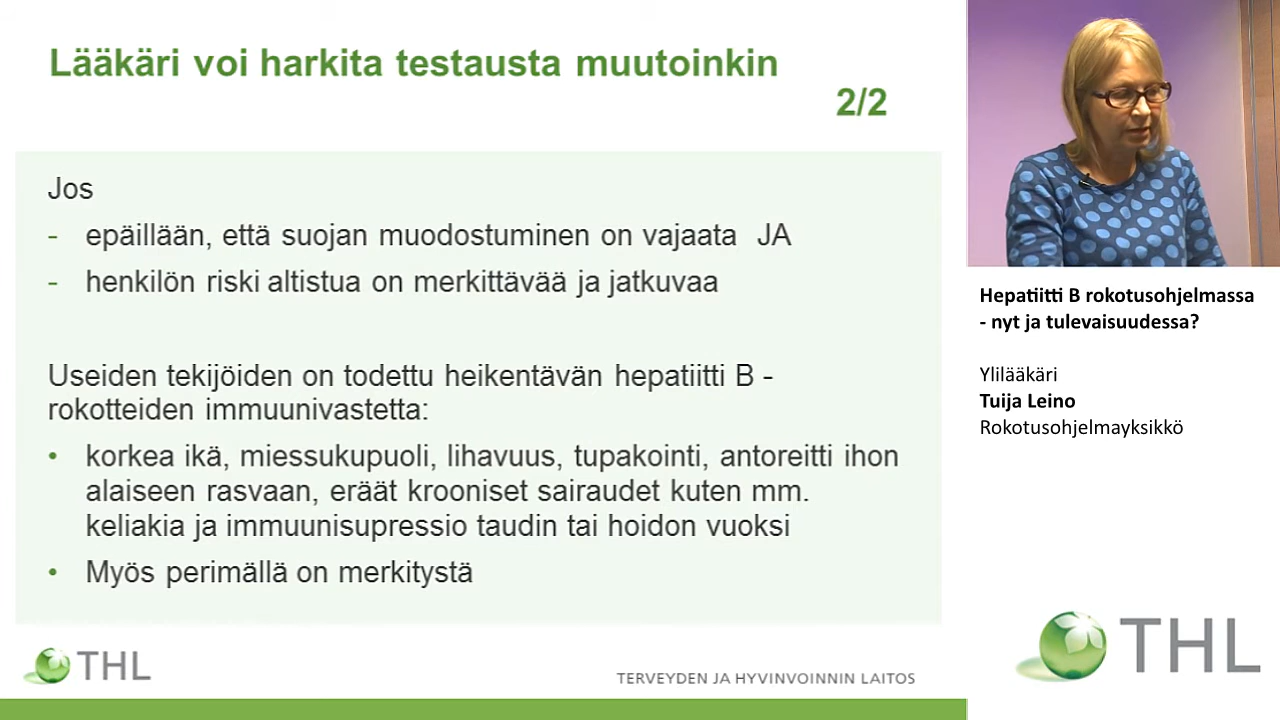 Lääkäri voi harkita testausta muutoinkin
2/2
Jos
- epäillään, että suojan muodostuminen on vajaata JA
- henkilön riski altistua on merkittävää ja jatkuvaa
Useiden tekijöiden on todettu heikentävän hepatiitti B -
rokotteiden immuunivastetta:
• korkea ikä, miessukupuoli, lihavuus, tupakointi, antoreitti ihon
alaiseen rasvaan, eräät krooniset sairaudet kuten mm.
keliakia ja immuunisupressio taudin tai hoidon vuoksi
• Myös perimällä on merkitystä
THL
TERVEYDEN JA HYVINVOINNIN LAITOS
Hepatiitti B rokotusohjelmassa
- nyt ja tulevaisuudessa?
Ylilääkäri
Tuija Leino
Rokotusohjelmayksikkö
THL